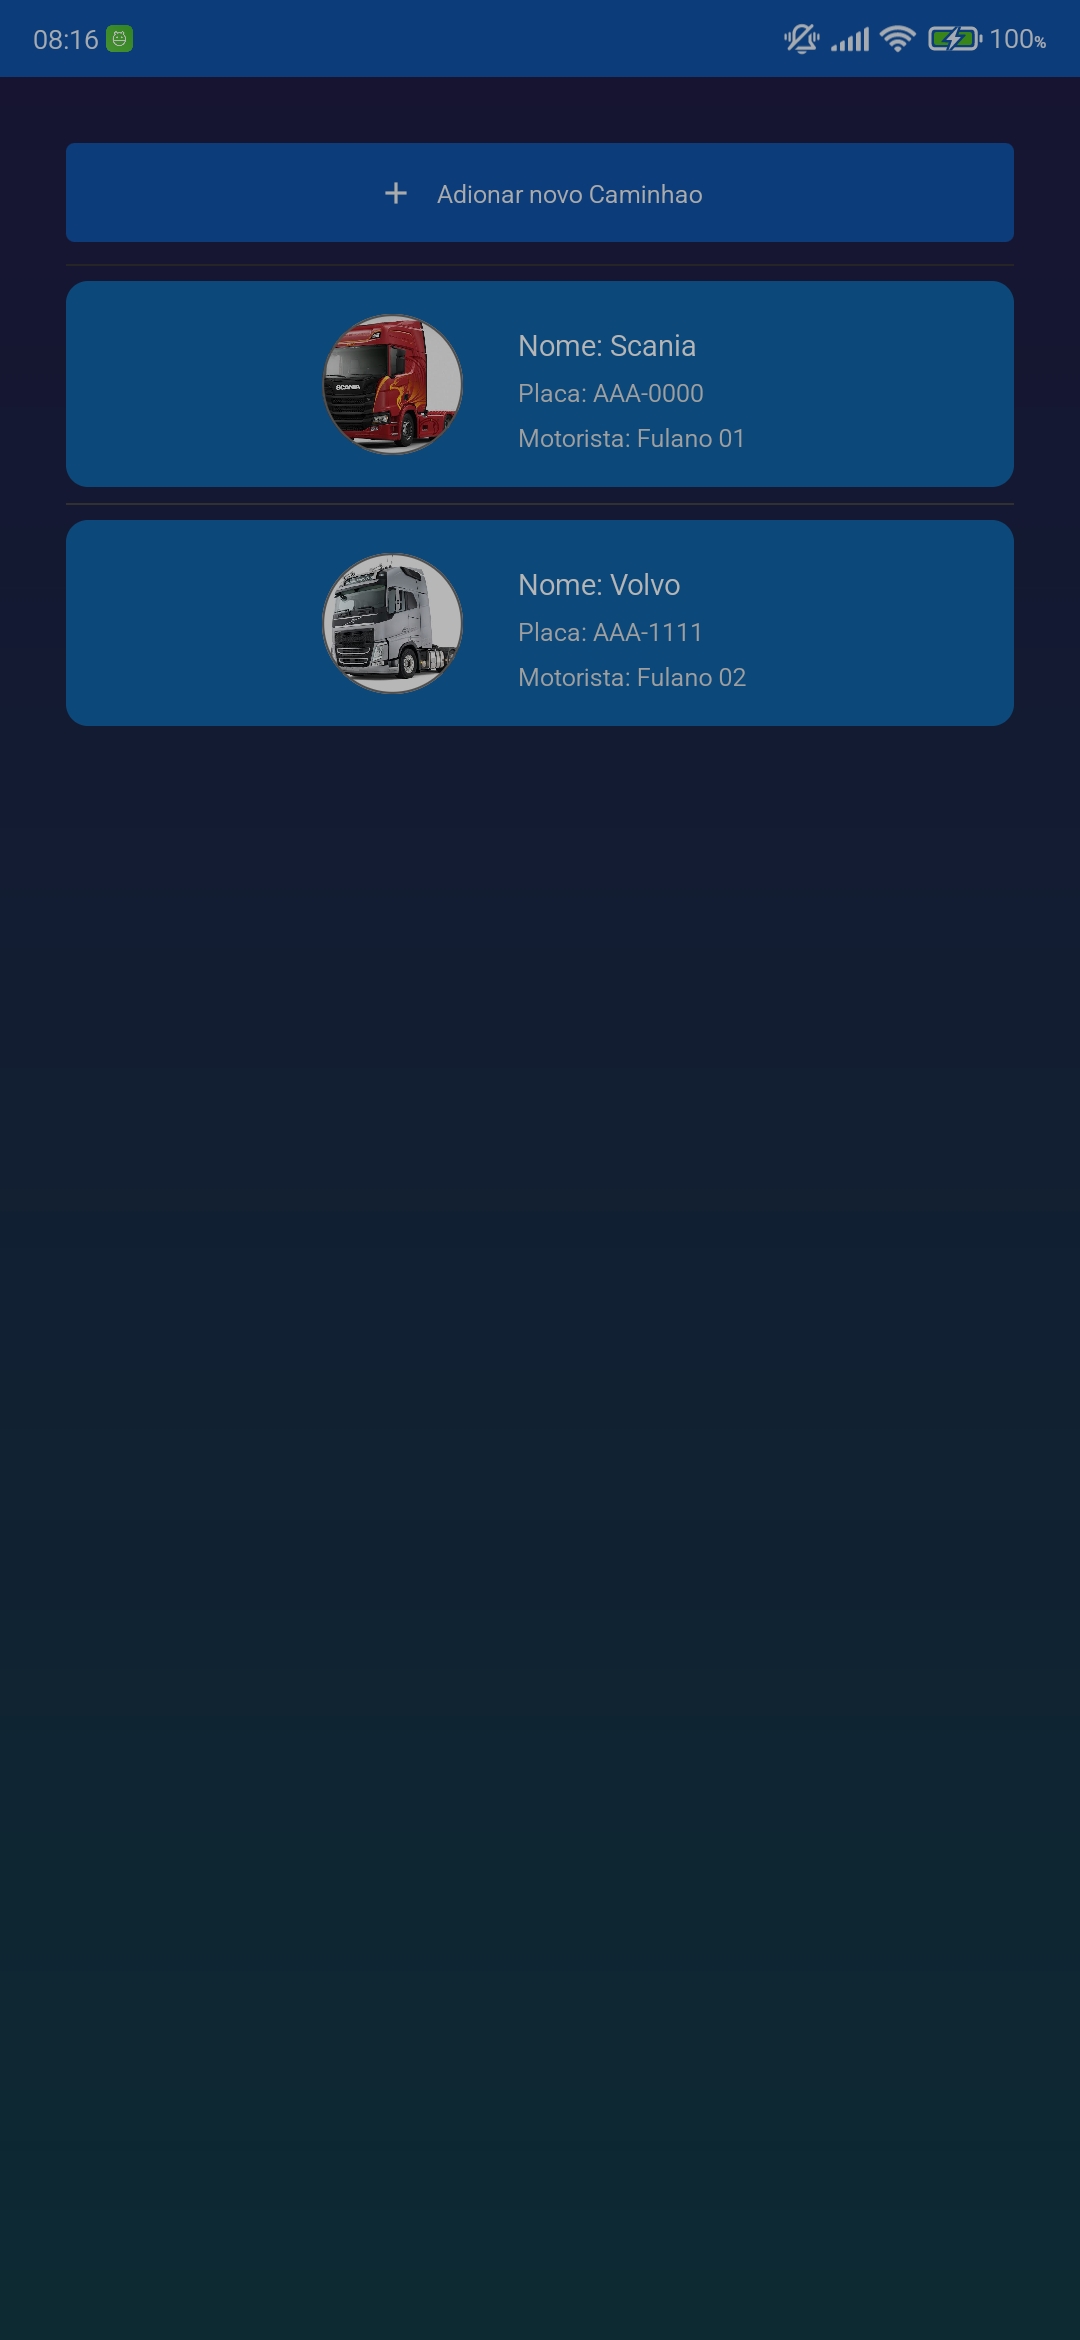 08:16 100%
Adionar novo Caminhao
SCANIA
Nome: Scania
Placa: AAA-0000
Motorista: Fulano 01
Nome: Volvo
Placa: AAA-1111
Motorista: Fulano 02